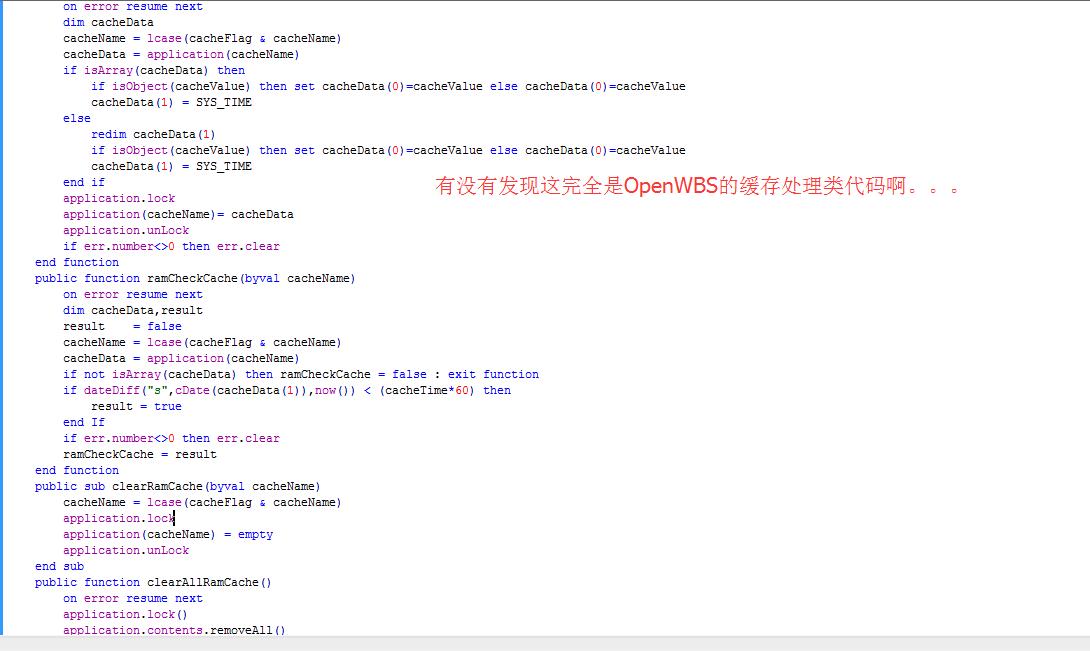 on error resume next
dim cacheData
cacheName = lcase(cacheFlag & cacheName)
cacheData = application(cacheName)
if isArray(cacheData) then
if isObject(cacheValue) then set cacheData(0)=cacheValue else cacheData(0)=cacheValue
cacheData(1) = SYS_TIME
else
redim cacheData(1)
if isObject(cacheValue) then set cacheData(0)=cacheValue else cacheData(0)=cacheValue
cacheData(1) = SYS_TIME
end if
有没有发现这完全是OpenWBS的缓存处理类代码啊。。。
application.lock
application(cacheName)= cacheData
application.unLock
if err.number<>0 then err.clear
end function
public function ramCheckCache(byval cacheName)
on error resume next
dim cacheData,result
result = false
cacheName = lcase(cacheFlag & cacheName)
cacheData = application(cacheName)
if not isArray(cacheData) then ramCheckCache = false : exit function
if dateDiff("s",cDate(cacheData(1)),now()) < (cacheTime*60) then
result = true
end If
if err.number<>0 then err.clear
ramCheckCache = result
end function
public sub clearRamCache(byval cacheName)
cacheName = lcase(cacheFlag & cacheName)
application.lock
application(cacheName) = empty
application.unLock
end sub
public function clearAllRamCache()
on error resume next
application.lock()
application.contents.removeAll()